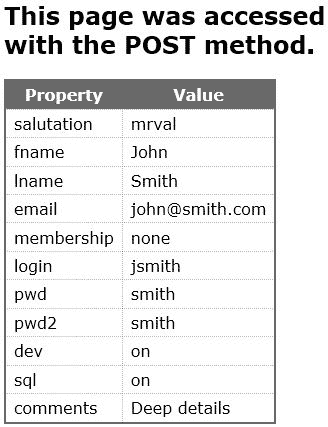 This page was accessed
with the POST method.
Property Value
salutation mrval
fname John
lname Smith
email john@smith.com
membership none
login jsmith
pwd smith
pwd2 smith
dev on
sql on
comments Deep details